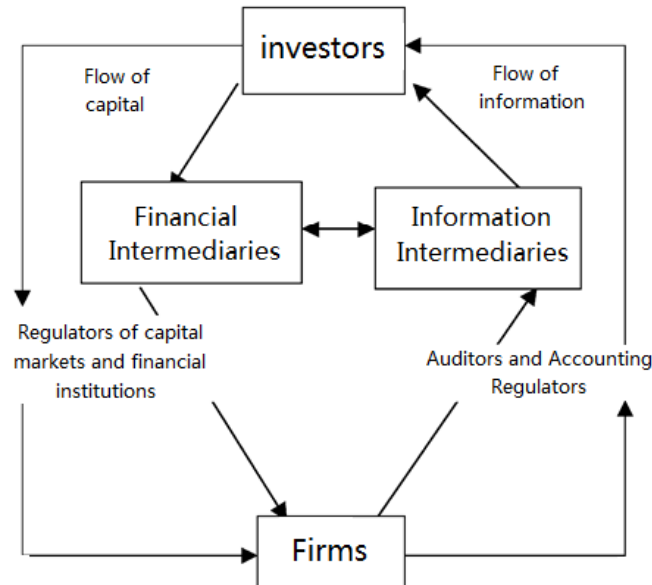 investors
Flow of
capital
Flow of
information
Financial
Intermediaries
Information
Intermediaries
Regulators of capital
markets and financial
institutions
Auditors and Accounting
Regulators
Firms